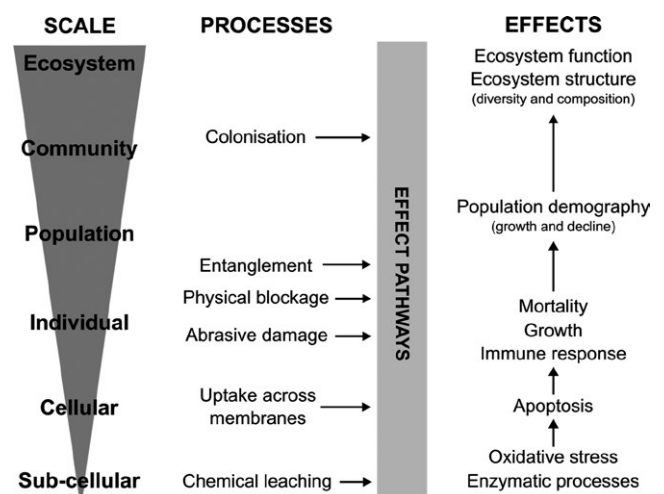 SCALE
Ecosystem
Community
Population
Individual
Cellular
Sub-cellular
PROCESSES
Colonisation
Entanglement
Physical blockage
Abrasive damage
Uptake across
membranes
Chemical leaching
EFFECT PATHWAYS
EFFECTS
Ecosystem function
Ecosystem structure
(diversity and composition)
Population demography
(growth and decline)
Mortality
Growth
Immune response
Apoptosis
Oxidative stress
Enzymatic processes